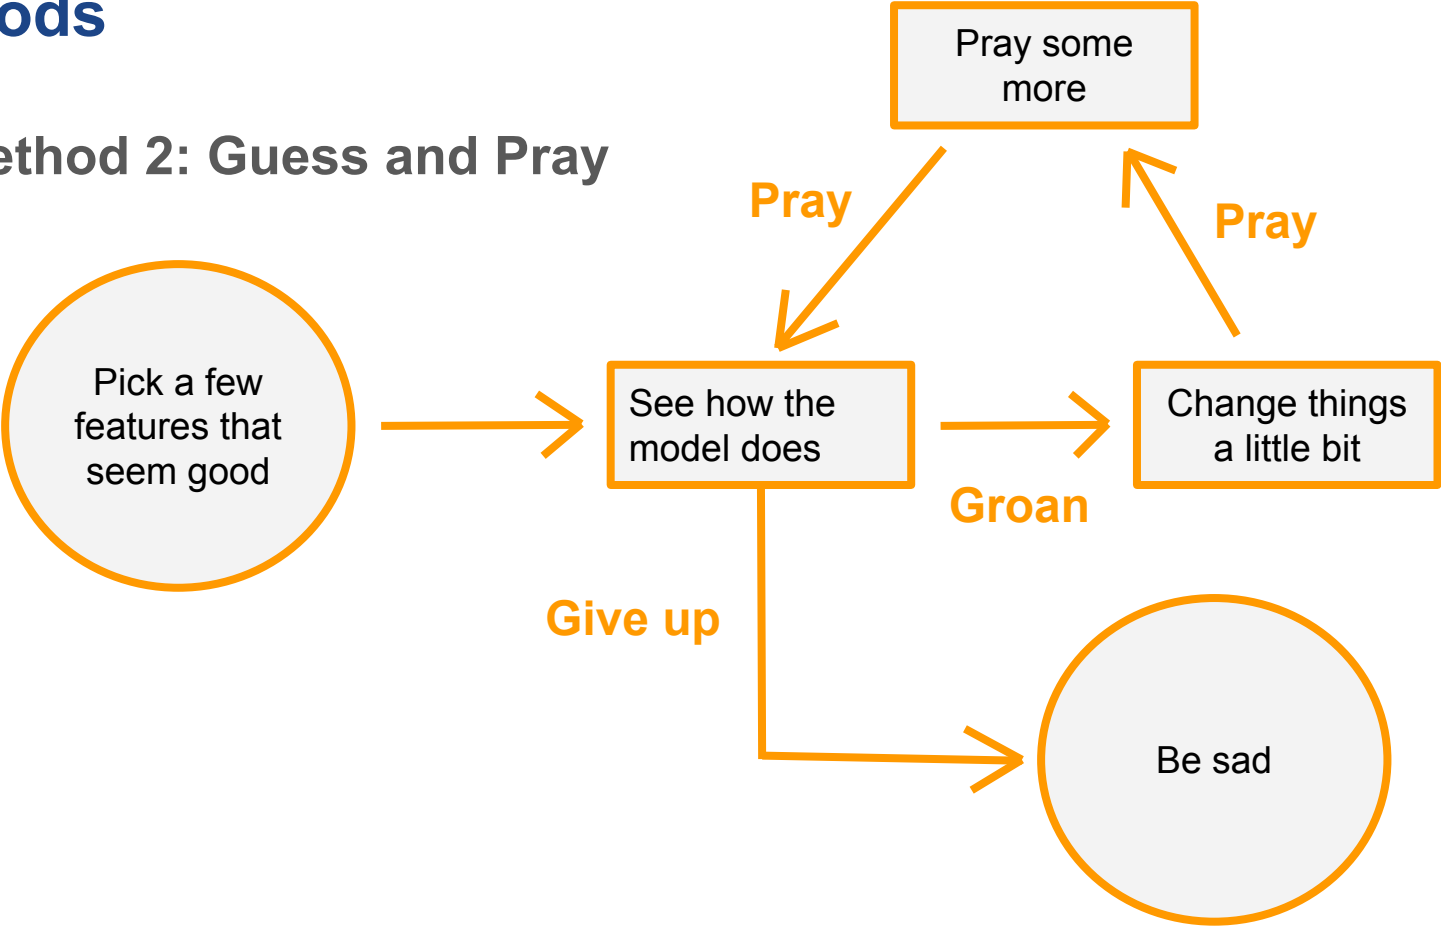 ods
ethod 2: Guess and Pray
Pray some
more
Pray
Pray
Pick a few
features that
seem good
See how the
model does
Groan
Change things
a little bit
Give up
Be sad